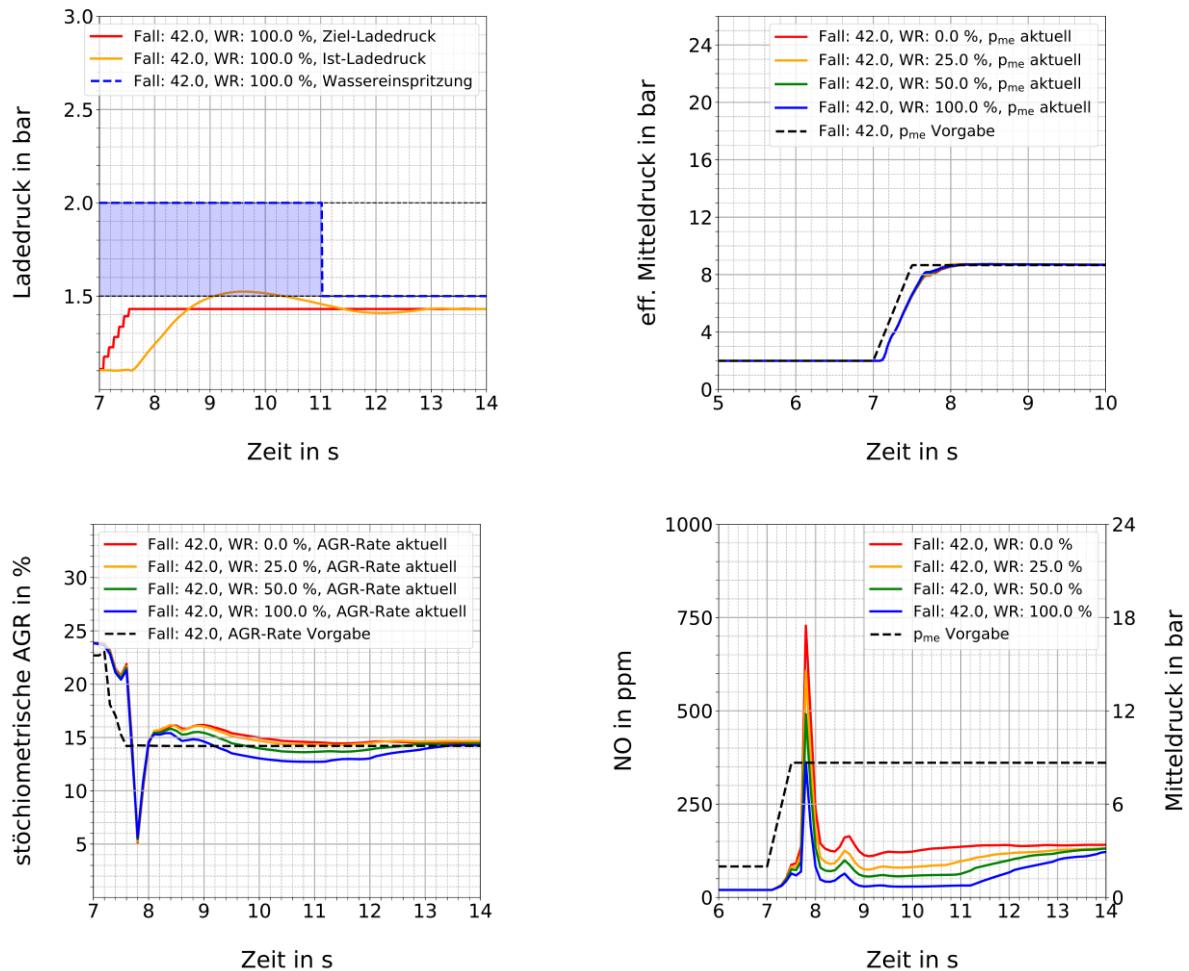 3.0
2.5
2.0
1.5
Ladedruck in bar
Fall: 42.0, WR: 100.0 %, Ziel-Ladedruck
Fall: 42.0, WR: 100.0 %, Ist-Ladedruck
Fall: 42.0, WR: 100.0 %, Wassereinspritzung
7 8 9 10 11 12 13 14
Zeit in s
24
20
16
12
8
4
0
eff. Mitteldruck in bar
Fall: 42.0, WR: 0.0 %, pme aktuell
Fall: 42.0, WR: 25.0 %, pme aktuell
Fall: 42.0, WR: 50.0 %, pme aktuell
Fall: 42.0, WR: 100.0 %, pme aktuell
Fall: 42.0, pme Vorgabe
5 6 7 8 9 10
Zeit in s
30
25
20
15
10
5
stöchiometrische AGR in %
Fall: 42.0, WR: 0.0 %, AGR-Rate aktuell
Fall: 42.0, WR: 25.0 %, AGR-Rate aktuell
Fall: 42.0, WR: 50.0 %, AGR-Rate aktuell
Fall: 42.0, WR: 100.0 %, AGR-Rate aktuell
Fall: 42.0, AGR-Rate Vorgabe
7 8 9 10 11 12 13 14
Zeit in s
1000
750
500
250
0
NO in ppm
Fall: 42.0, WR: 0.0 %
Fall: 42.0, WR: 25.0 %
Fall: 42.0, WR: 50.0 %
Fall: 42.0, WR: 100.0 %
pme Vorgabe
24
18
12
6
0
Mitteldruck in bar
6 7 8 9 10 11 12 13 14
Zeit in s